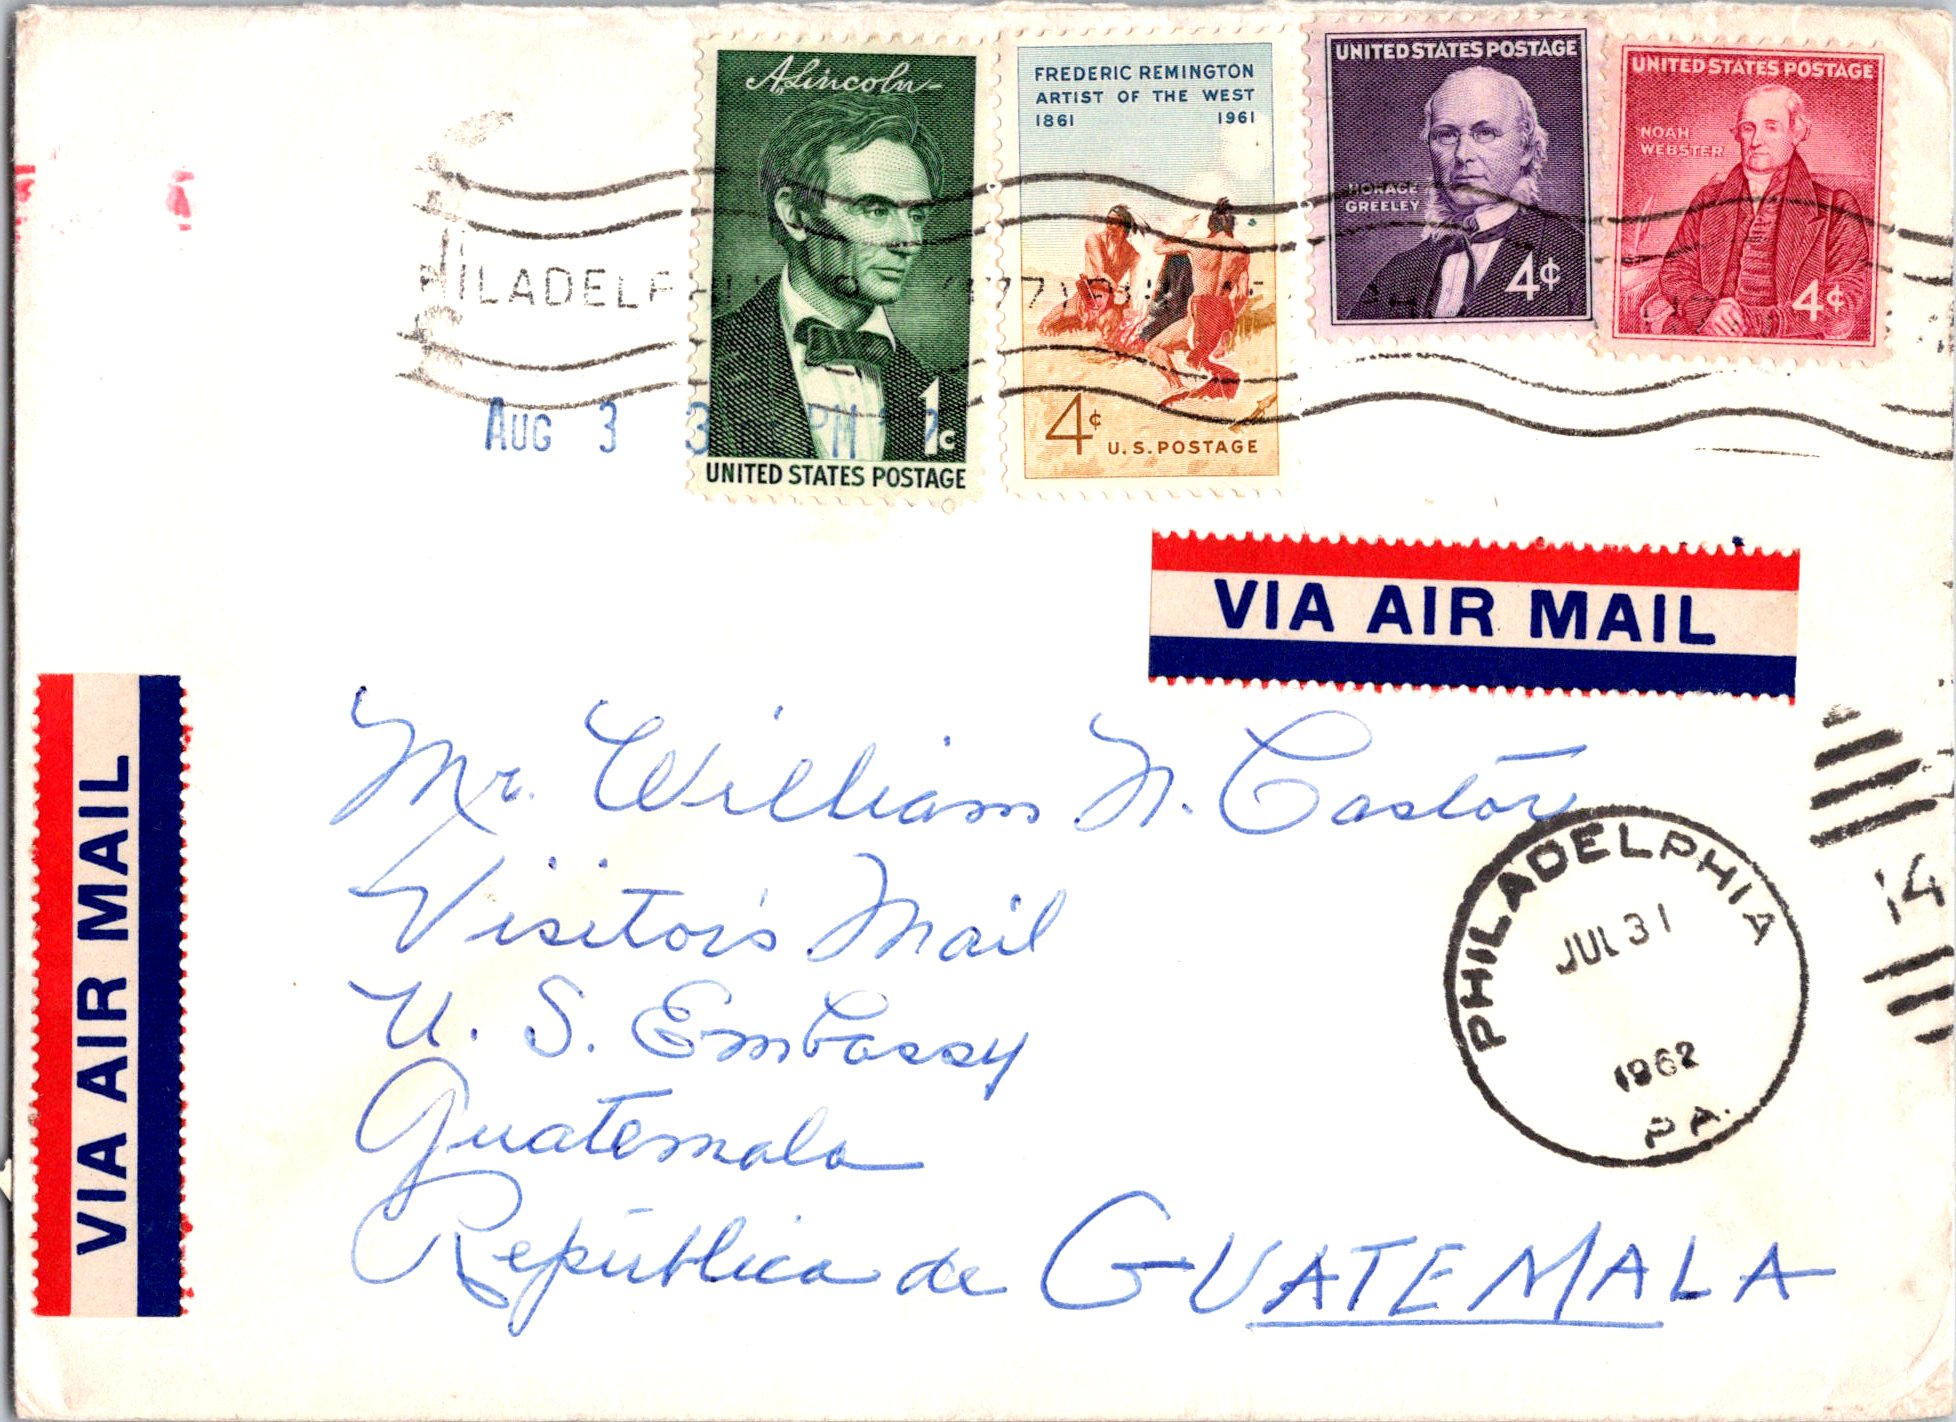 A. Lincoln
1c
UNITED STATES POSTAGE
FREDERIC REMINGTON
ARTIST OF THE WEST
1861 1961
4¢
U.S. POSTAGE
UNITED STATES POSTAGE
HORACE
GREELEY
4¢
UNITED STATES POSTAGE
NOAH
WEBSTER
4¢
AUG 3 3 PM
VIA AIR MAIL
VIA AIR MAIL
Mr. William N. Castor
Visitor's Mail
U. S. Embassy
Guatemala
República de GUATEMALA
PHILADELPHIA
JUL 31
1962
PA.